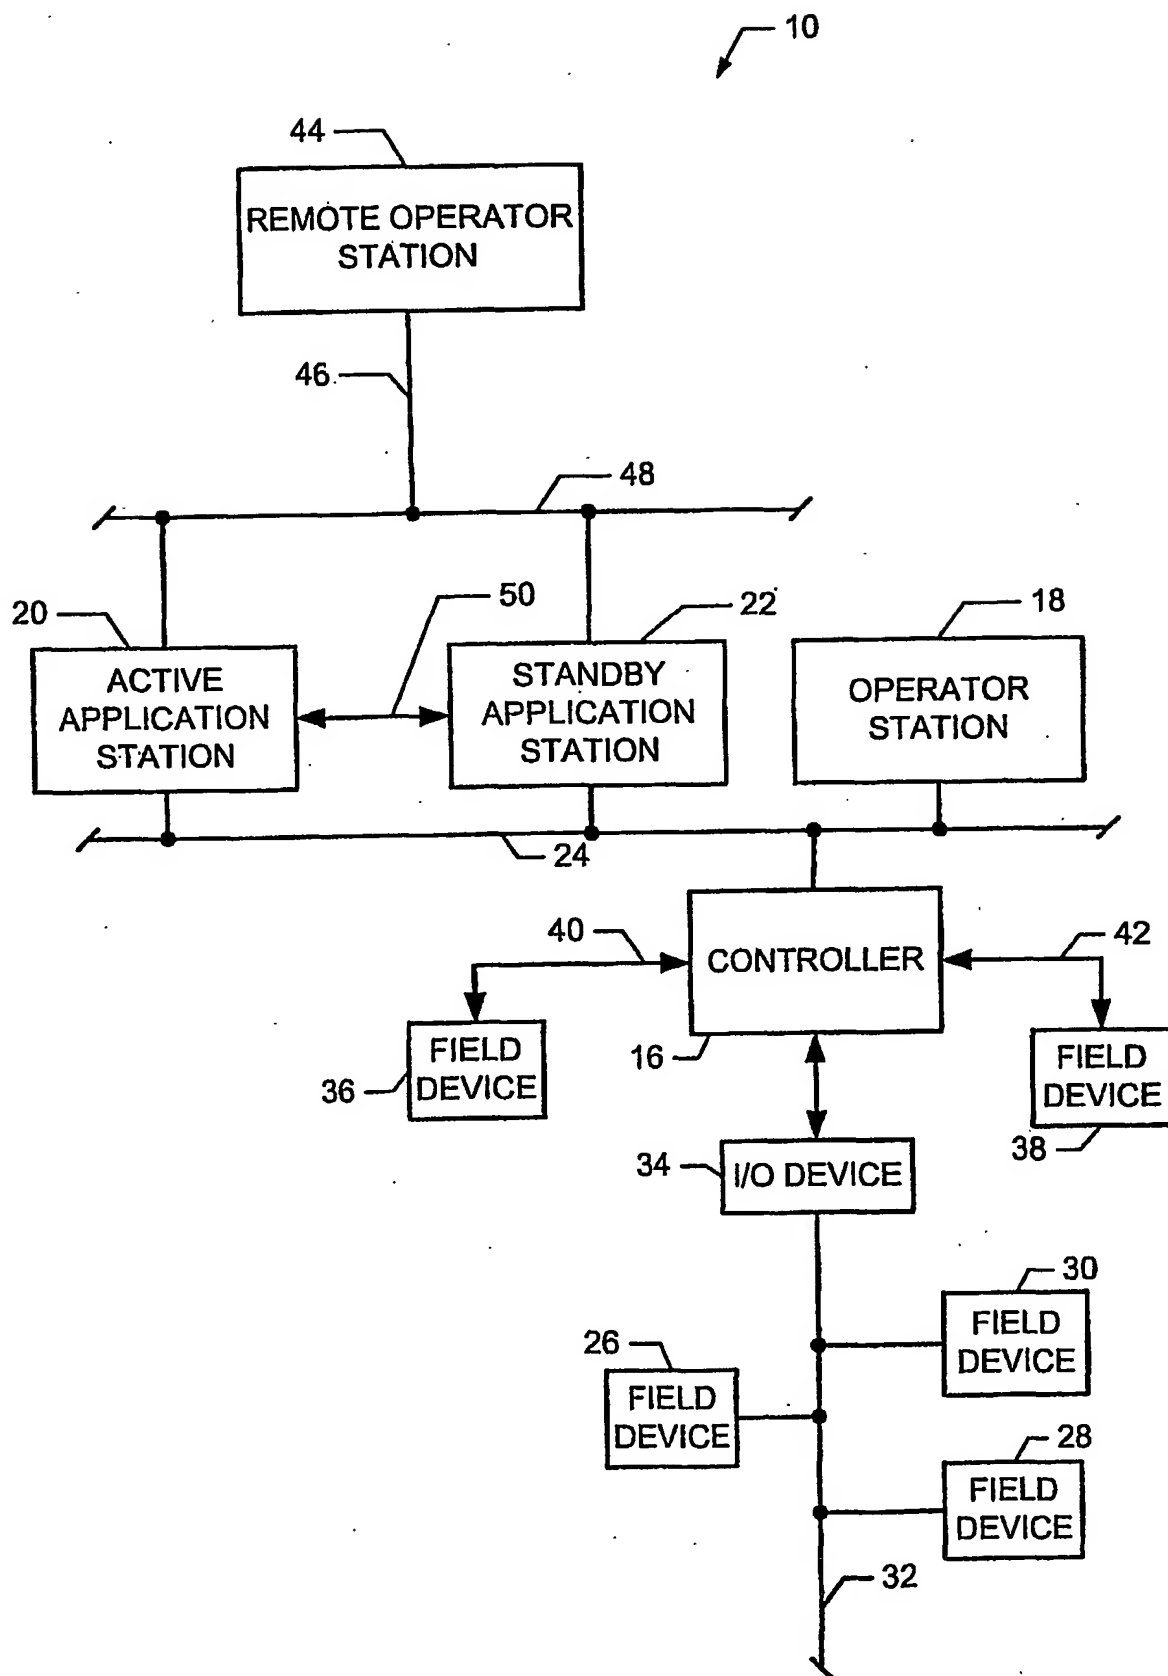 10
44
REMOTE OPERATOR
STATION
46
48
20
50
22
18
ACTIVE
APPLICATION
STATION
STANDBY
APPLICATION
STATION
OPERATOR
STATION
24
40
CONTROLLER
42
16
36
FIELD
DEVICE
FIELD
DEVICE
38
34
I/O DEVICE
30
FIELD
DEVICE
26
FIELD
DEVICE
28
FIELD
DEVICE
32